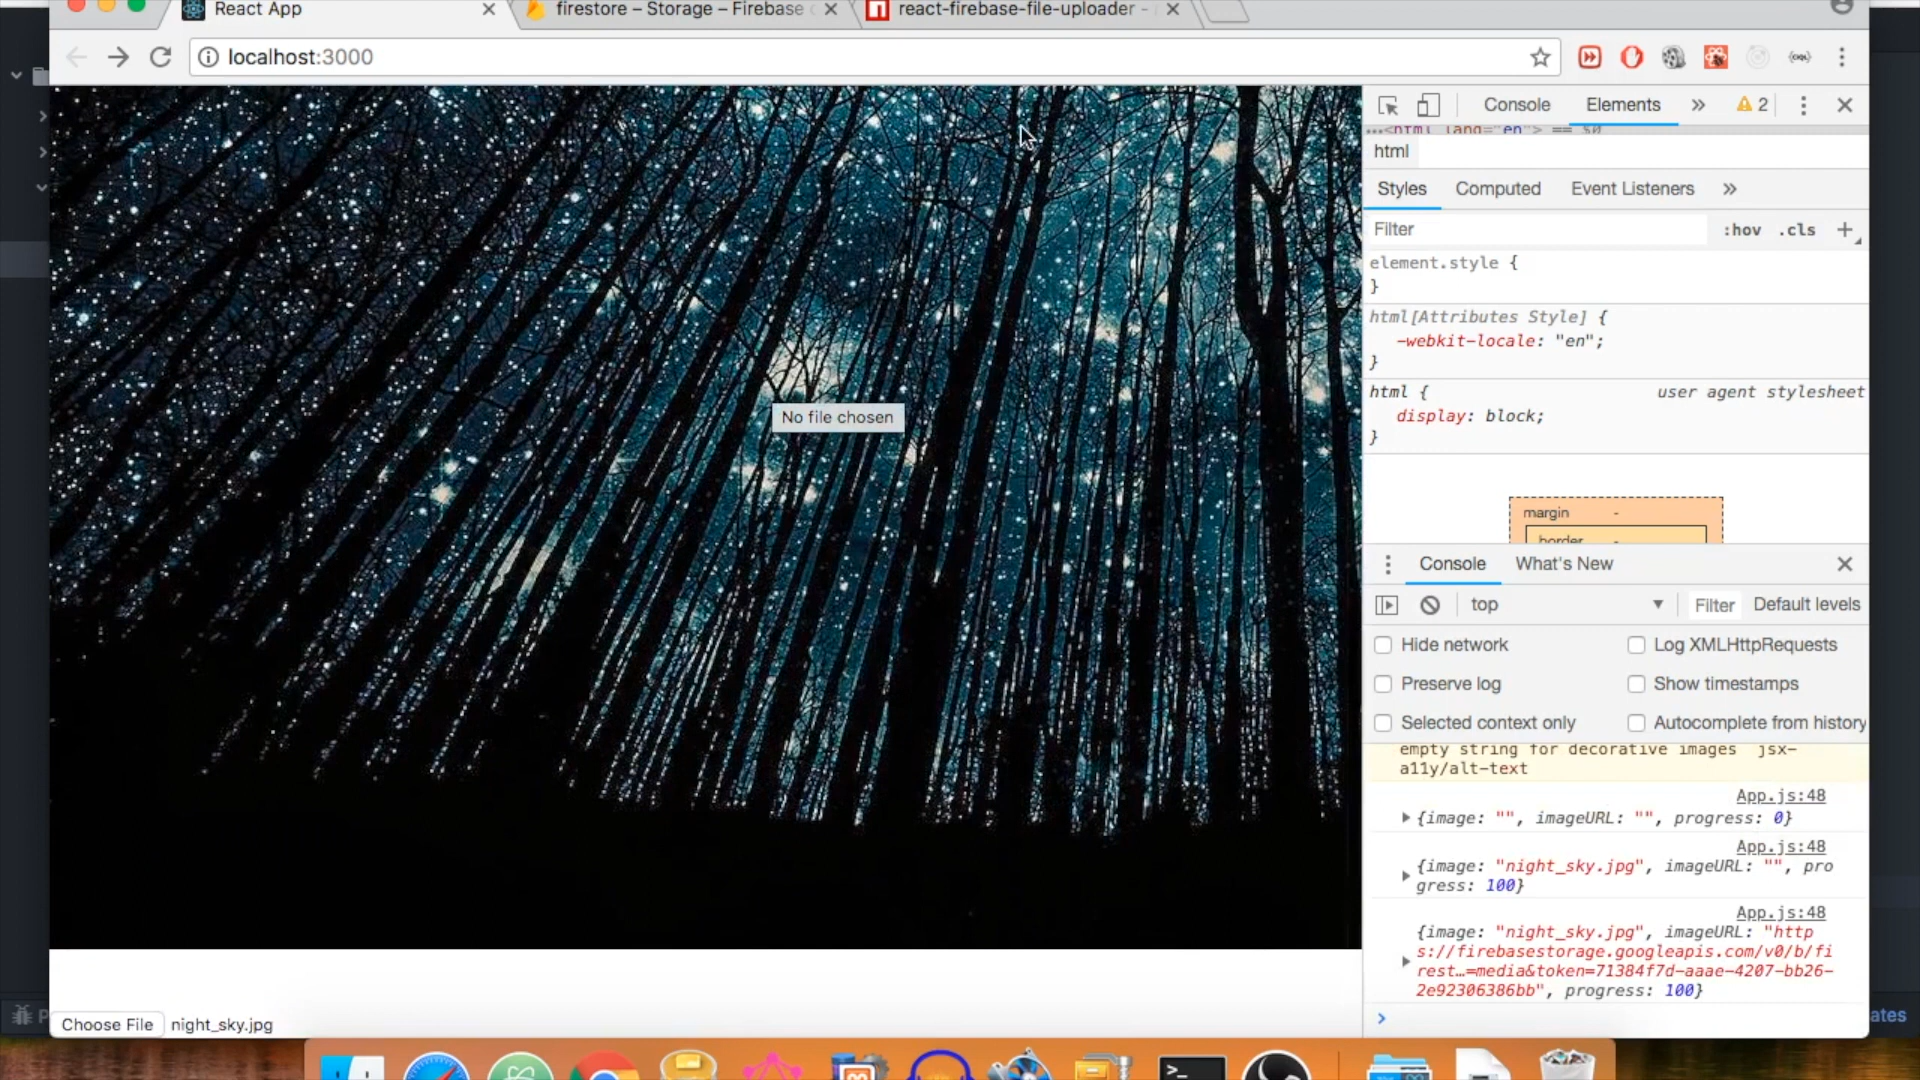 React App
firestore – Storage – Firebase
react-firebase-file-uploader -
localhost:3000
Console
Elements
2
…<html lang="en"> == $0
html
Styles
Computed
Event Listeners
Filter
:hov
.cls
element.style {
}
html[Attributes Style] {
-webkit-locale: "en";
}
html {
user agent stylesheet
display: block;
}
No file chosen
margin
-
border
-
Console
What's New
top
Filter
Default levels
Hide network
Log XMLHttpRequests
Preserve log
Show timestamps
Selected context only
Autocomplete from history
empty string for decorative images jsx-
a11y/alt-text
App.js:48
{image: "", imageURL: "", progress: 0}
App.js:48
{image: "night_sky.jpg", imageURL: "", pro
gress: 100}
App.js:48
{image: "night_sky.jpg", imageURL: "http
s://firebasestorage.googleapis.com/v0/b/fi
rest…=media&token=71384f7d-aaae-4207-bb26-
2e92306386bb", progress: 100}
Choose File
night_sky.jpg
ates